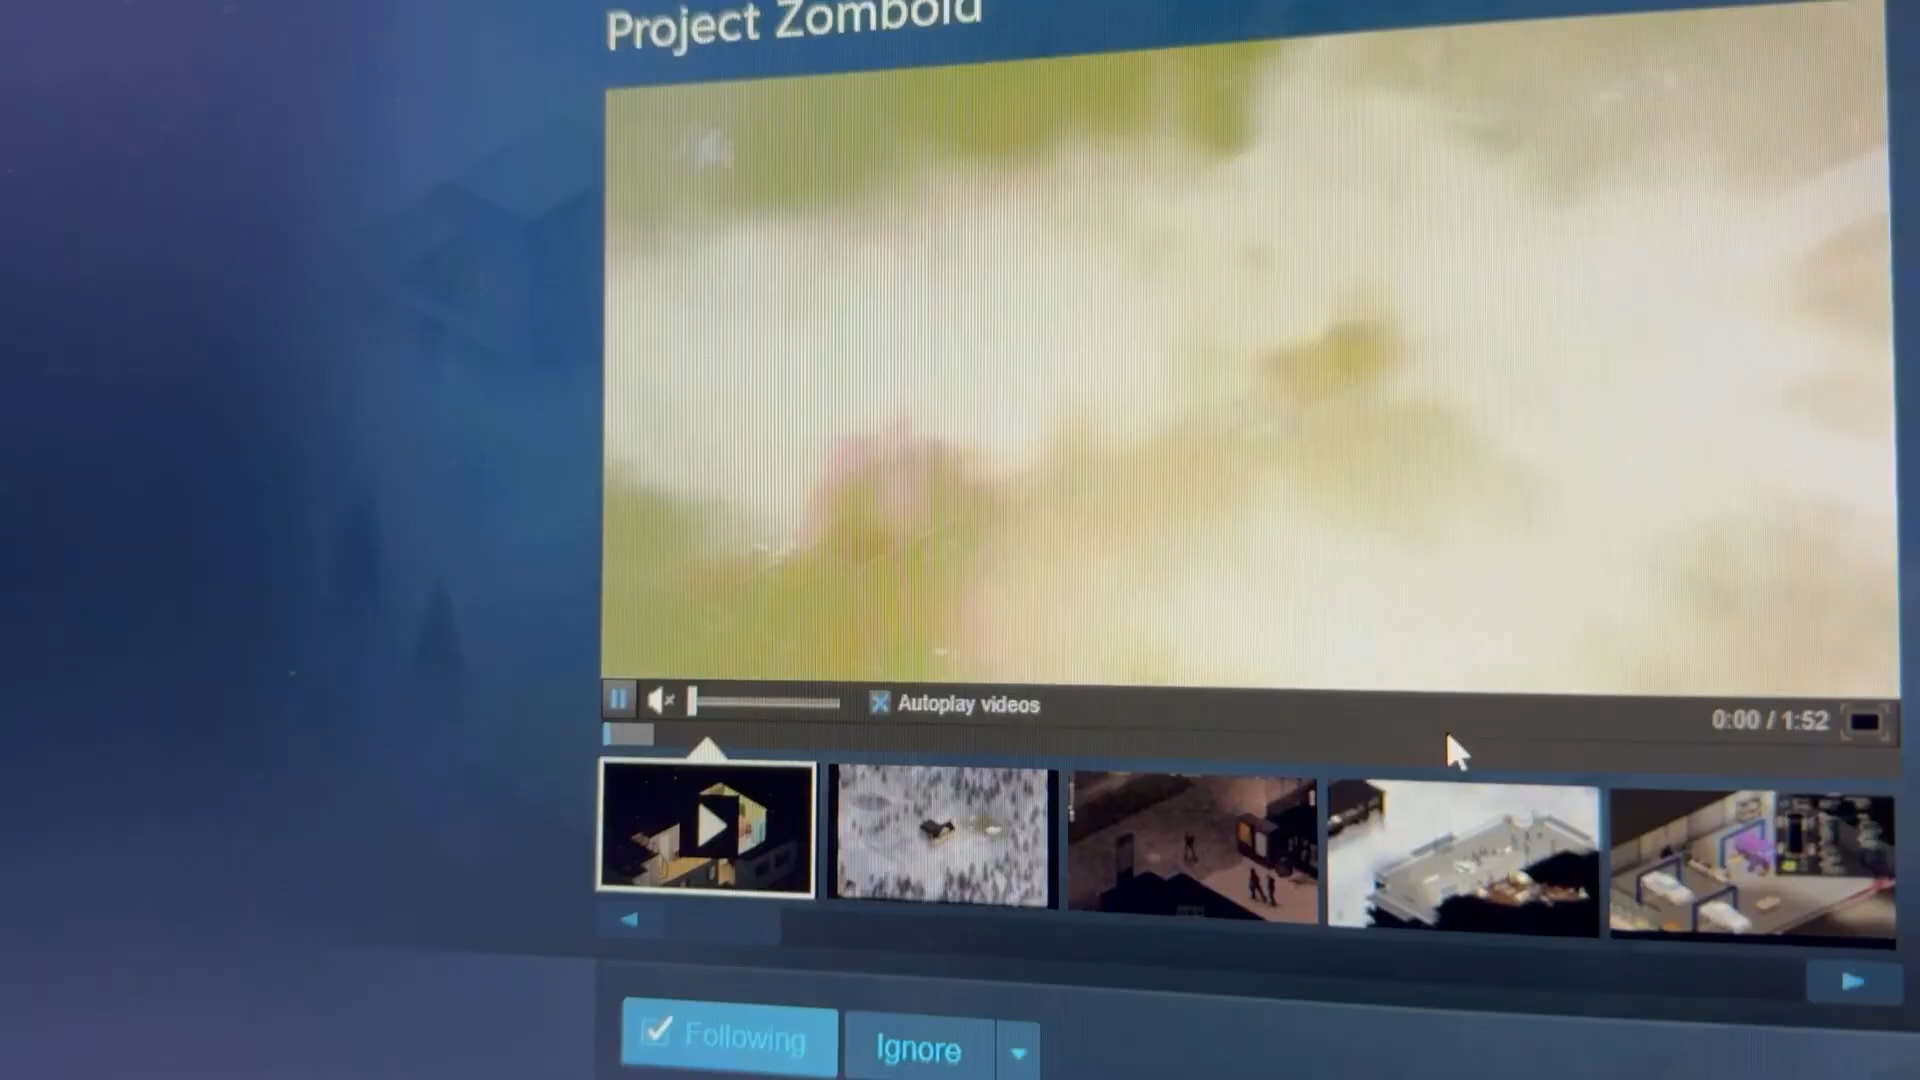 Project Zomboid
Autoplay videos
0:00 / 1:52
Following
Ignore